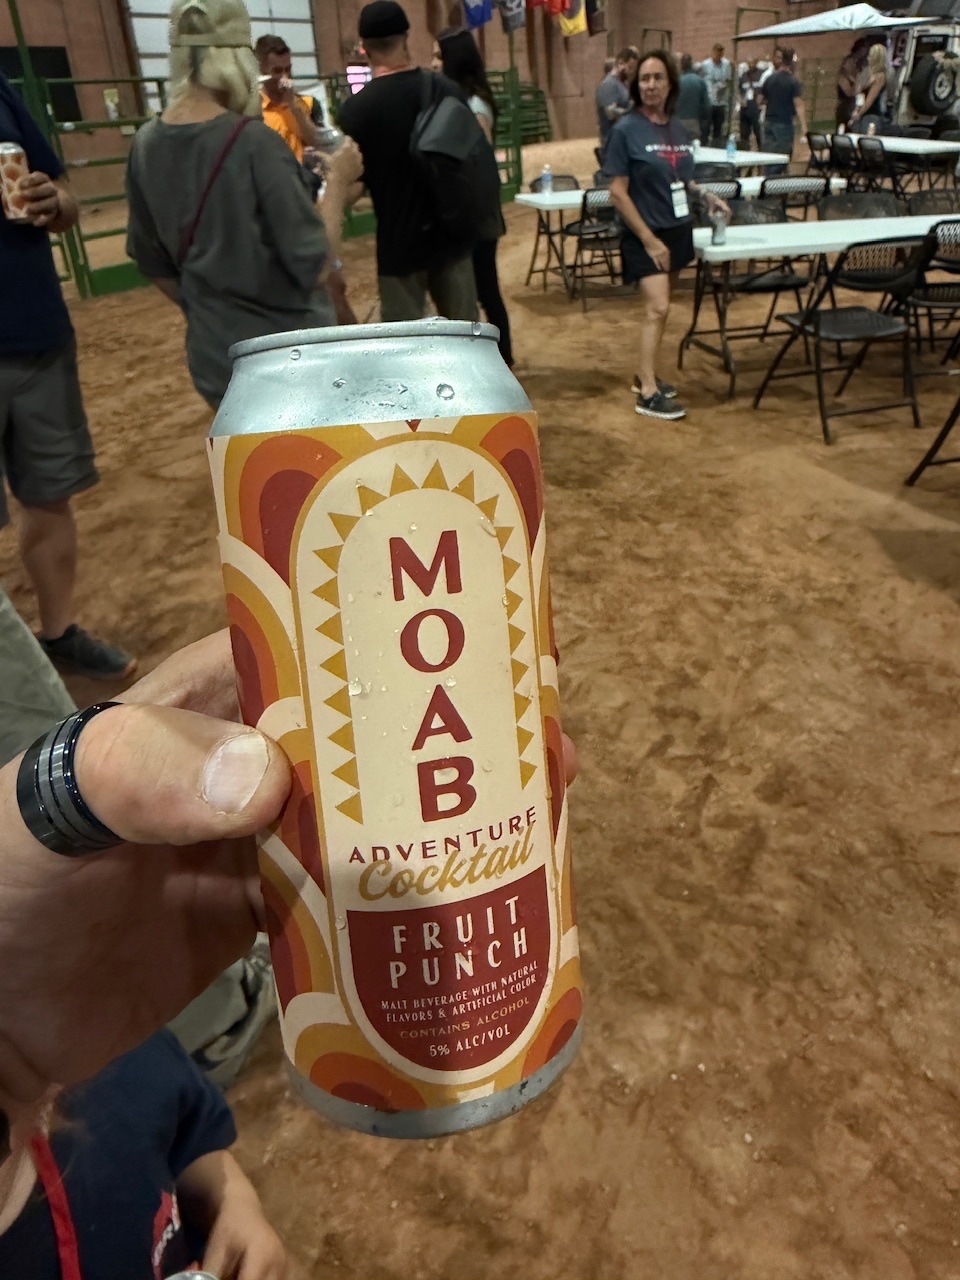 MOAB
ADVENTURE
Cocktail
FRUIT
PUNCH
MALT BEVERAGE WITH NATURAL
FLAVORS & ARTIFICIAL COLOR
CONTAINS ALCOHOL
5% ALC/VOL